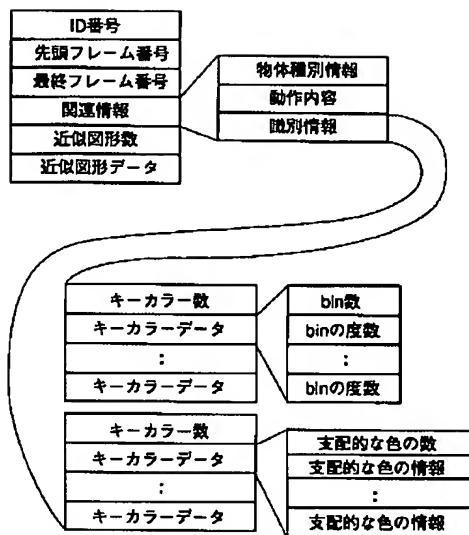 ID番号
先頭フレーム番号
最終フレーム番号
関連情報
近似図形数
近似図形データ
物体種別情報
動作内容
識別情報
キーカラー数
キーカラーデータ
:
キーカラーデータ
bin数
binの度数
:
binの度数
キーカラー数
キーカラーデータ
:
キーカラーデータ
支配的な色の数
支配的な色の情報
:
支配的な色の情報